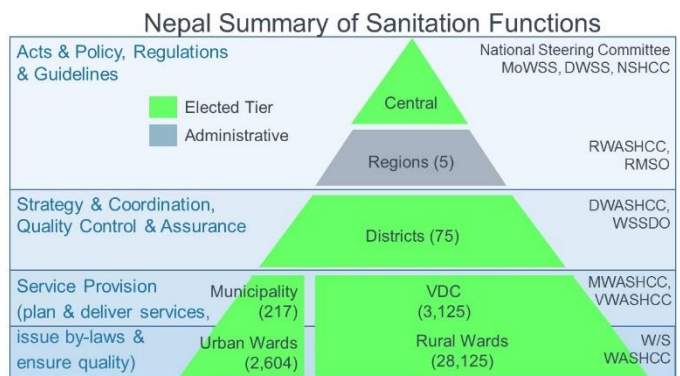 Nepal Summary of Sanitation Functions
Acts & Policy, Regulations
& Guidelines
Elected Tier
Administrative
Central
National Steering Committee
MoWSS, DWSS, NSHCC
Regions (5)
RWASHCC,
RMSO
Strategy & Coordination,
Quality Control & Assurance
Districts (75)
DWASHCC,
WSSDO
Service Provision
(plan & deliver services,
issue by-laws &
ensure quality)
Municipality
(217)
VDC
(3,125)
MWASHCC,
VWASHCC
Urban Wards
(2,604)
Rural Wards
(28,125)
W/S
WASHCC